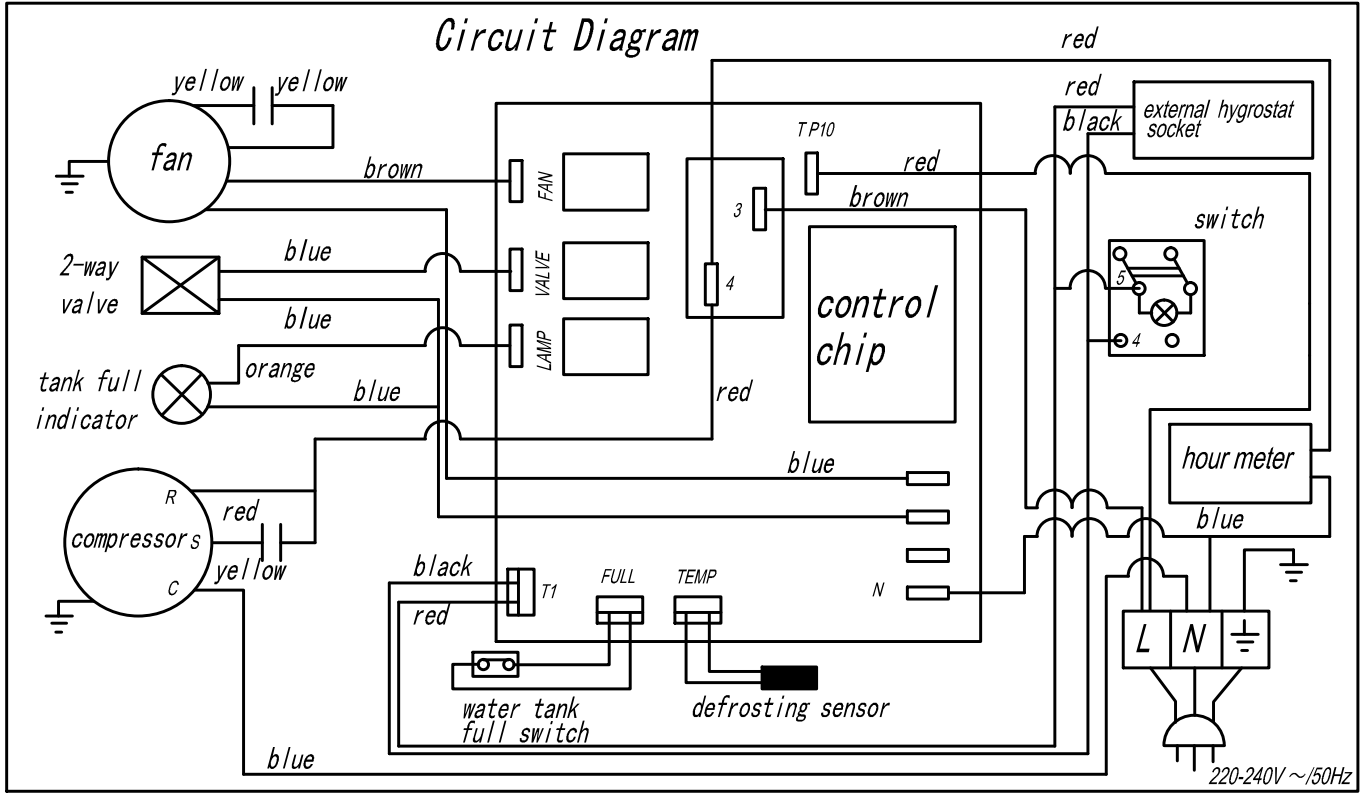 Circuit Diagram
red
yellow yellow
red
external hygrostat
socket
black
fan
TP10
brown
FAN
red
3
brown
switch
blue
2-way
valve
VALVE
4
5
control
chip
blue
LAMP
4
orange
tank full
indicator
blue
red
hour meter
blue
R
red
compressor S
yellow
C
blue
black
T1
FULL
TEMP
N
red
L
N
water tank
full switch
defrosting sensor
blue
220-240V～/50Hz